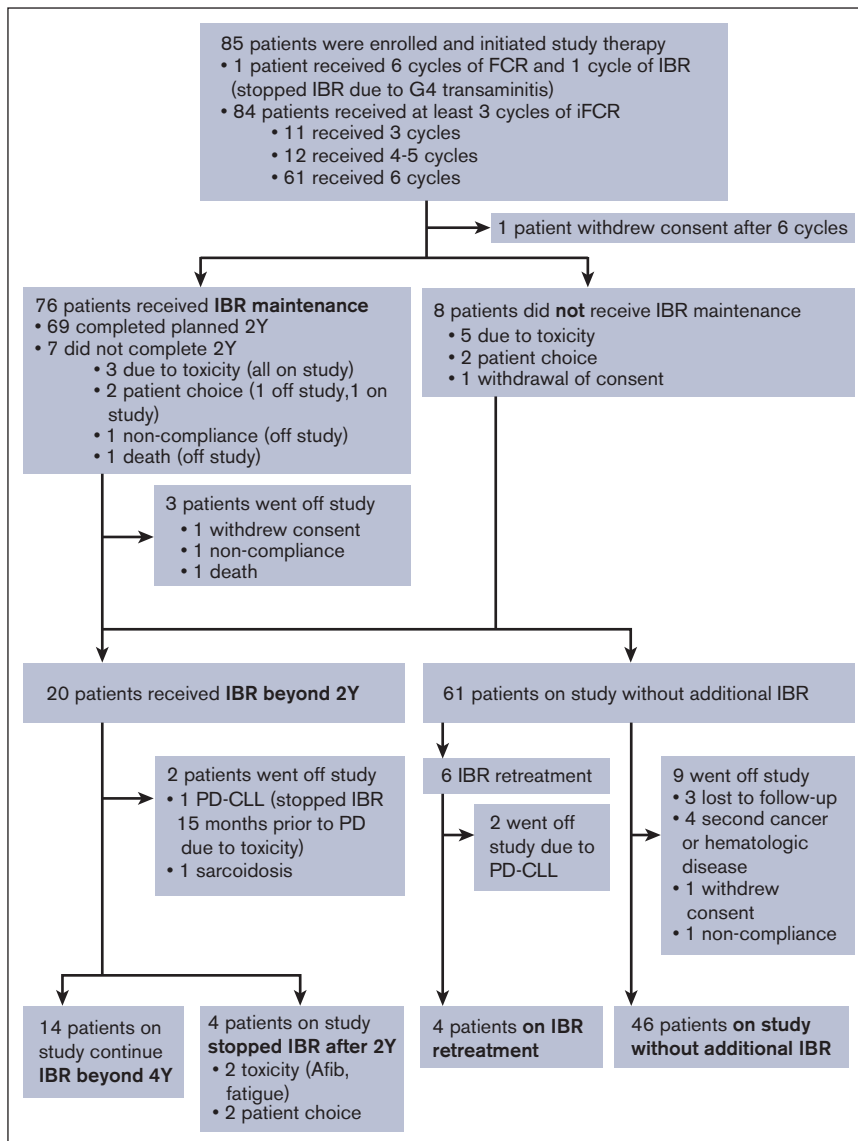 85 patients were enrolled and initiated study therapy
• 1 patient received 6 cycles of FCR and 1 cycle of IBR
(stopped IBR due to G4 transaminitis)
• 84 patients received at least 3 cycles of iFCR
• 11 received 3 cycles
• 12 received 4-5 cycles
• 61 received 6 cycles
1 patient withdrew consent after 6 cycles
76 patients received IBR maintenance
• 69 completed planned 2Y
• 7 did not complete 2Y
• 3 due to toxicity (all on study)
• 2 patient choice (1 off study,1 on
study)
• 1 non-compliance (off study)
• 1 death (off study)
8 patients did not receive IBR maintenance
• 5 due to toxicity
• 2 patient choice
• 1 withdrawal of consent
3 patients went off study
• 1 withdrew consent
• 1 non-compliance
• 1 death
20 patients received IBR beyond 2Y
61 patients on study without additional IBR
2 patients went off study
• 1 PD-CLL (stopped IBR
15 months prior to PD
due to toxicity)
• 1 sarcoidosis
6 IBR retreatment
2 went off
study due to
PD-CLL
9 went off study
• 3 lost to follow-up
• 4 second cancer
or hematologic
disease
• 1 withdrew
consent
• 1 non-compliance
14 patients on
study continue
IBR beyond 4Y
4 patients on study
stopped IBR after 2Y
• 2 toxicity (Afib,
fatigue)
• 2 patient choice
4 patients on IBR
retreatment
46 patients on study
without additional IBR